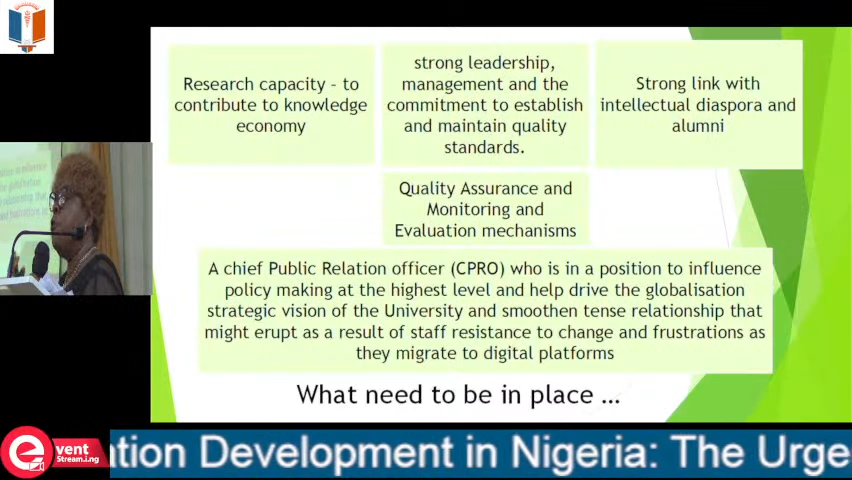 Research capacity – to
contribute to knowledge
economy
strong leadership,
management and the
commitment to establish
and maintain quality
standards.
Strong link with
intellectual diaspora and
alumni
Quality Assurance and
Monitoring and
Evaluation mechanisms
A chief Public Relation officer (CPRO) who is in a position to influence
policy making at the highest level and help drive the globalisation
strategic vision of the University and smoothen tense relationship that
might erupt as a result of staff resistance to change and frustrations as
they migrate to digital platforms
What need to be in place ...
event
Stream.i.ng
ation Development in Nigeria: The Urge